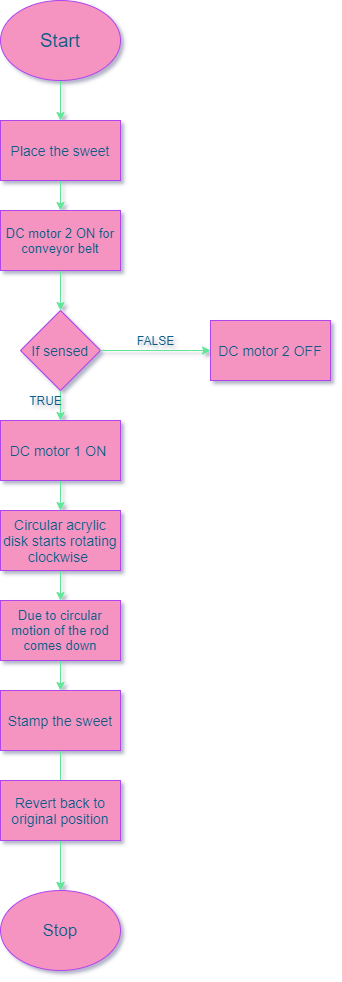 Start
Place the sweet
DC motor 2 ON for
conveyor belt
If sensed
FALSE
DC motor 2 OFF
TRUE
DC motor 1 ON
Circular acrylic
disk starts rotating
clockwise
Due to circular
motion of the rod
comes down
Stamp the sweet
Revert back to
original position
Stop